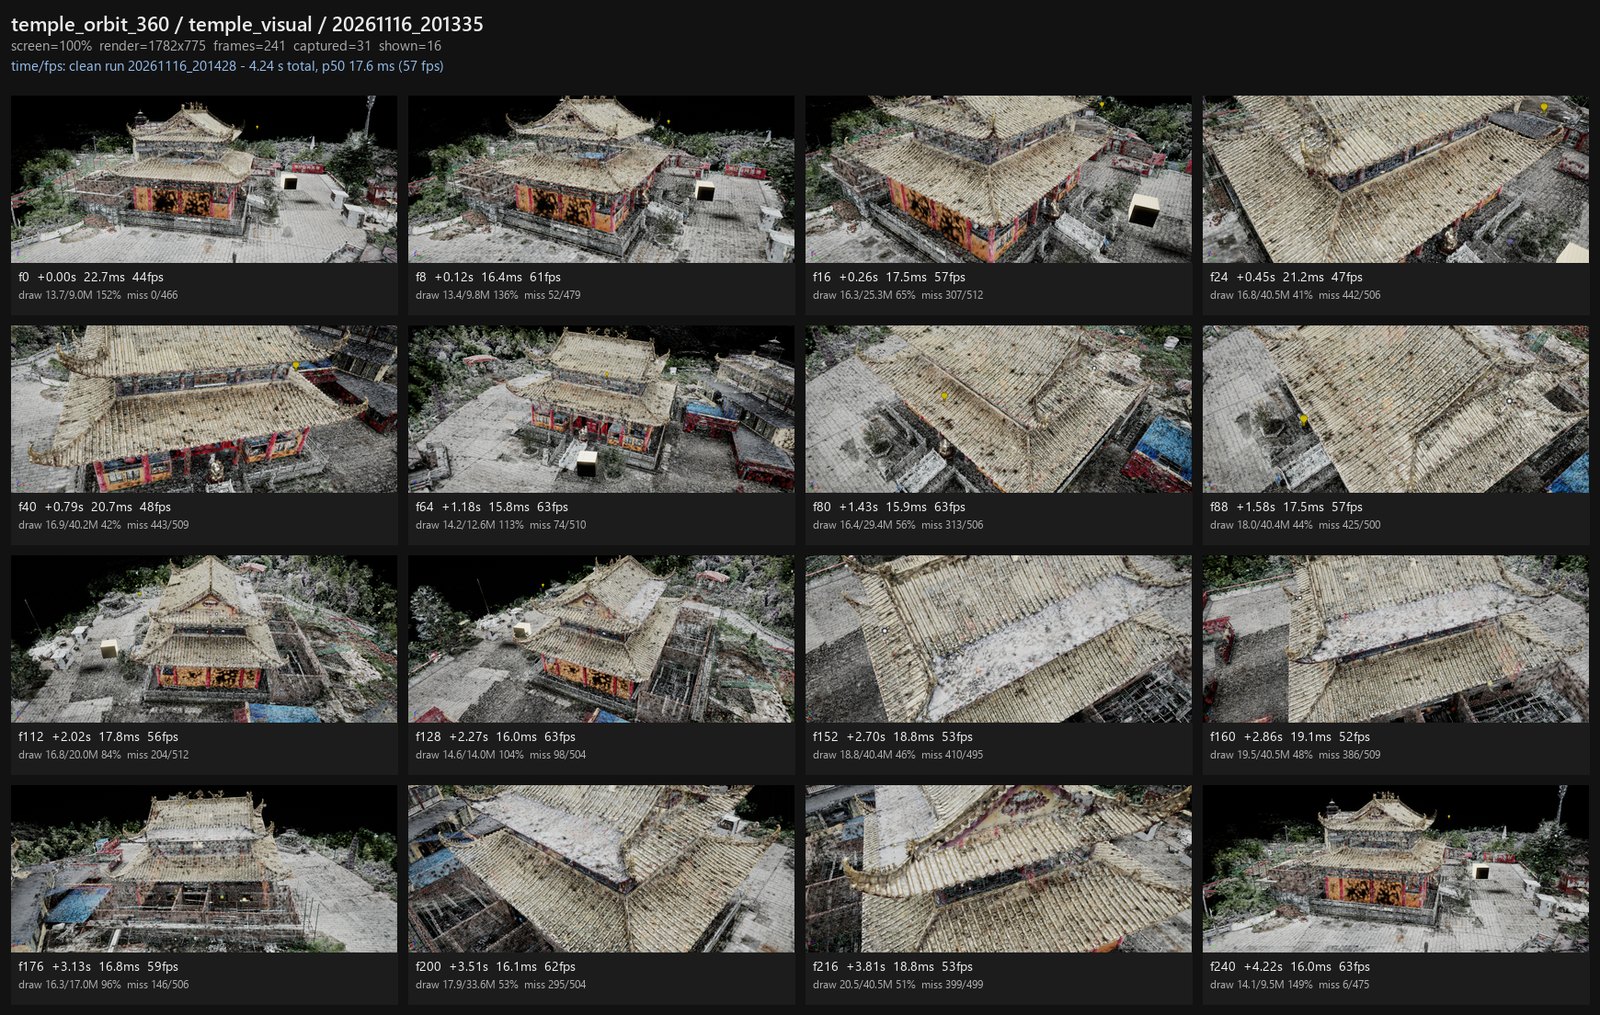 temple_orbit_360 / temple_visual / 20261116_201335
screen=100% render=1782x775 frames=241 captured=31 shown=16
time/fps: clean run 20261116_201428 - 4.24 s total, p50 17.6 ms (57 fps)
f0 +0.00s 22.7ms 44fps
draw 13.7/9.0M 152% miss 0/466
f8 +0.12s 16.4ms 61fps
draw 13.4/9.8M 136% miss 52/479
f16 +0.26s 17.5ms 57fps
draw 16.3/25.3M 65% miss 307/512
f24 +0.45s 21.2ms 47fps
draw 16.8/40.5M 41% miss 442/506
f40 +0.79s 20.7ms 48fps
draw 16.9/40.2M 42% miss 443/509
f64 +1.18s 15.8ms 63fps
draw 14.2/12.6M 113% miss 74/510
f80 +1.43s 15.9ms 63fps
draw 16.4/29.4M 56% miss 313/506
f88 +1.58s 17.5ms 57fps
draw 18.0/40.4M 44% miss 425/500
f112 +2.02s 17.8ms 56fps
draw 16.8/20.0M 84% miss 204/512
f128 +2.27s 16.0ms 63fps
draw 14.6/14.0M 104% miss 98/504
f152 +2.70s 18.8ms 53fps
draw 18.8/40.4M 46% miss 410/495
f160 +2.86s 19.1ms 52fps
draw 19.5/40.5M 48% miss 386/509
f176 +3.13s 16.8ms 59fps
draw 16.3/17.0M 96% miss 146/506
f200 +3.51s 16.1ms 62fps
draw 17.9/33.6M 53% miss 295/504
f216 +3.81s 18.8ms 53fps
draw 20.5/40.5M 51% miss 399/499
f240 +4.22s 16.0ms 63fps
draw 14.1/9.5M 149% miss 6/475